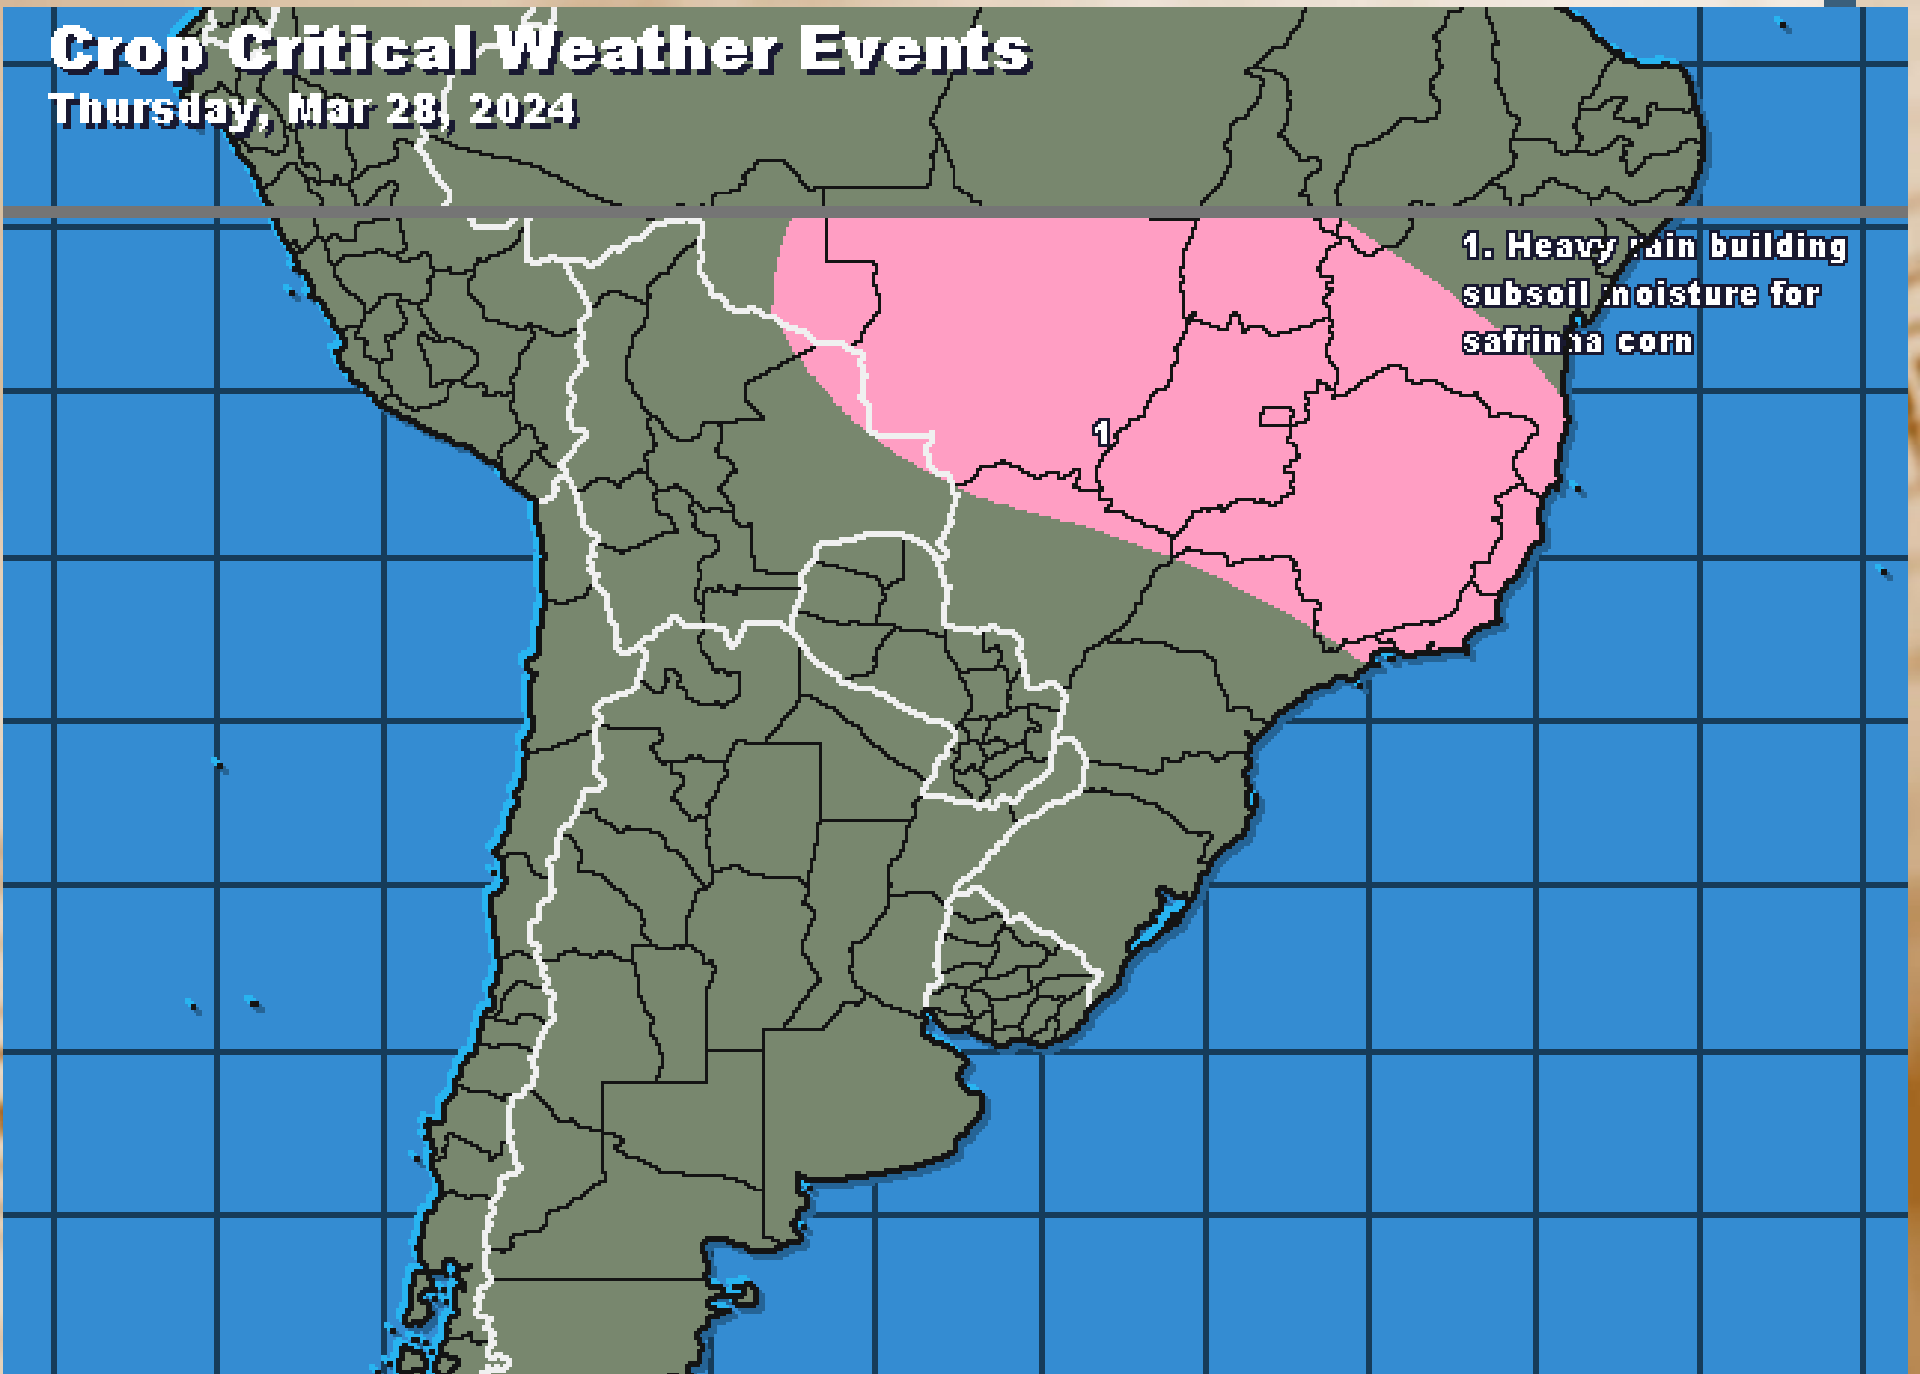 Crop Critical Weather Events
Thursday, Mar 28, 2024
1. Heavy rain building
subsoil moisture for
safrinha corn
1